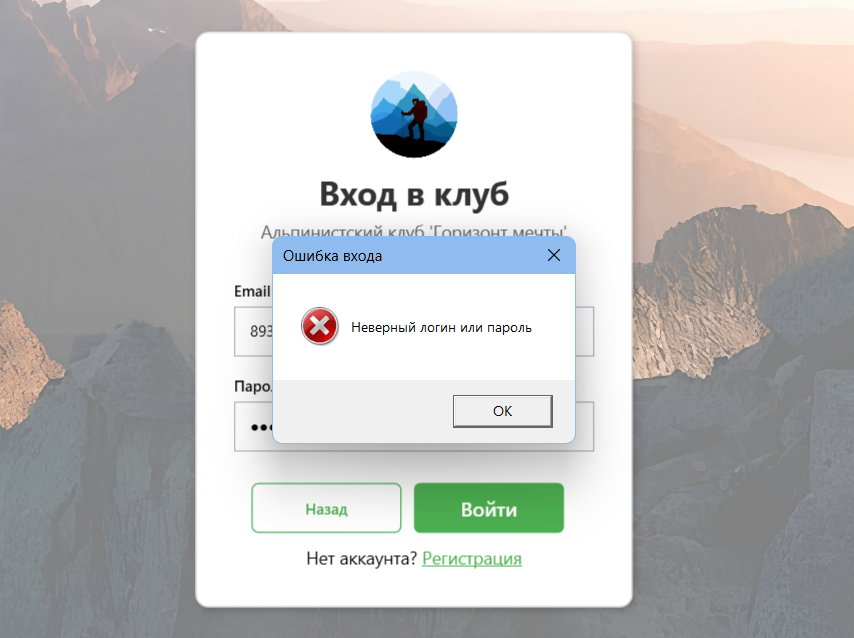 Вход в клуб
Альпинистский клуб 'Горизонт мечты'
Ошибка входа
Email
893
Неверный логин или пароль
OK
Назад
Войти
Нет аккаунта? Регистрация